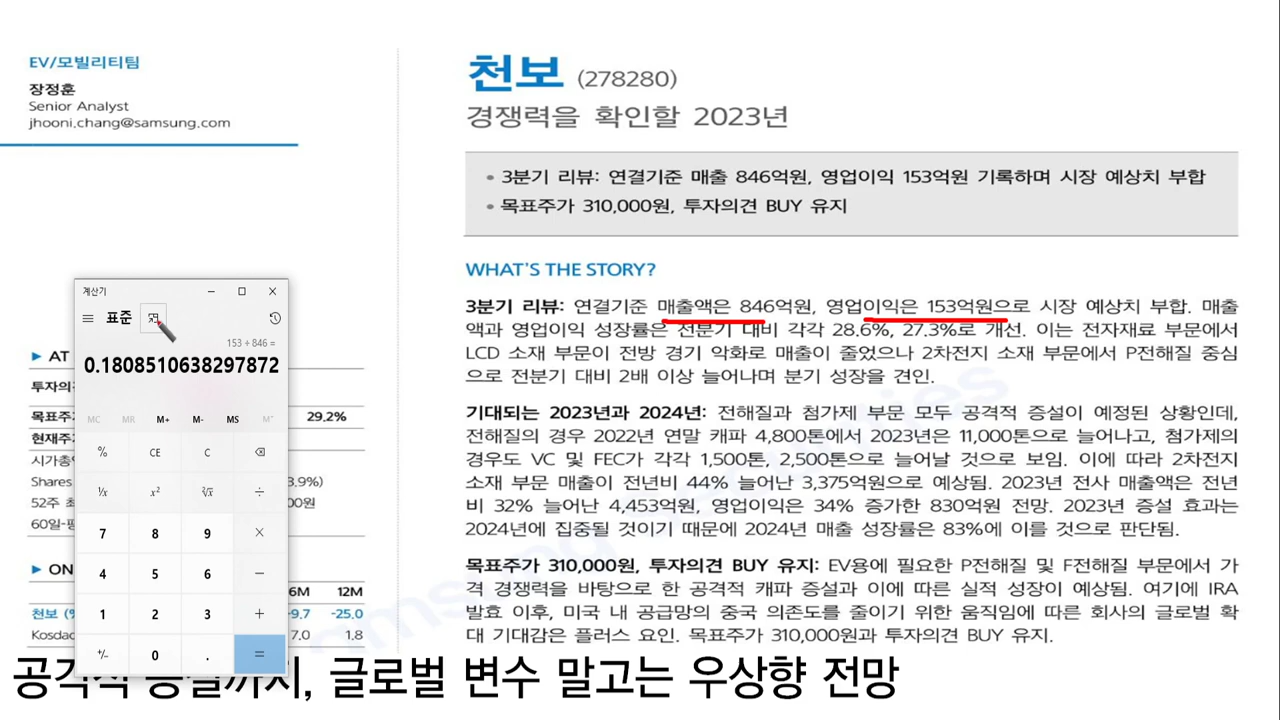 EV/모빌리티팀
장정훈
Senior Analyst
jhooni.chang@samsung.com
천보 (278280)
경쟁력을 확인할 2023년
• 3분기 리뷰: 연결기준 매출 846억원, 영업이익 153억원 기록하며 시장 예상치 부합
• 목표주가 310,000원, 투자의견 BUY 유지
WHAT'S THE STORY?
3분기 리뷰: 연결기준 매출액은 846억원, 영업이익은 153억원으로 시장 예상치 부합. 매출
액과 영업이익 성장률은 전분기 대비 각각 28.6%, 27.3%로 개선. 이는 전자재료 부문에서
LCD 소재 부문이 전방 경기 악화로 매출이 줄었으나 2차전지 소재 부문에서 P전해질 중심
으로 전분기 대비 2배 이상 늘어나며 분기 성장을 견인.
기대되는 2023년과 2024년: 전해질과 첨가제 부문 모두 공격적 증설이 예정된 상황인데,
전해질의 경우 2022년 연말 캐파 4,800톤에서 2023년은 11,000톤으로 늘어나고, 첨가제의
경우도 VC 및 FEC가 각각 1,500톤, 2,500톤으로 늘어날 것으로 보임. 이에 따라 2차전지
소재 부문 매출이 전년비 44% 늘어난 3,375억원으로 예상됨. 2023년 전사 매출액은 전년
비 32% 늘어난 4,453억원, 영업이익은 34% 증가한 830억원 전망. 2023년 증설 효과는
2024년에 집중될 것이기 때문에 2024년 매출 성장률은 83%에 이를 것으로 판단됨.
목표주가 310,000원, 투자의견 BUY 유지: EV용에 필요한 P전해질 및 F전해질 부문에서 가
격 경쟁력을 바탕으로 한 공격적 캐파 증설과 이에 따른 실적 성장이 예상됨. 여기에 IRA
발효 이후, 미국 내 공급망의 중국 의존도를 줄이기 위한 움직임에 따른 회사의 글로벌 확
대 기대감은 플러스 요인. 목표주가 310,000원과 투자의견 BUY 유지.
계산기
표준
153 ÷ 846 =
0.1808510638297872
MC MR M+ M- MS M˅
% CE C ⌫
¹/x x² ²√x ÷
7 8 9 ×
4 5 6 −
1 2 3 +
+/- 0 . =
▶ AT
투자의
목표주 29.2%
현재주
시가총
Shares 3.9%)
52주 최 00원
60일-평
▶ ON
6M 12M
천보 (% -9.7 -25.0
Kosdac 7.0 1.8
글로벌 변수 말고는 우상향 전망